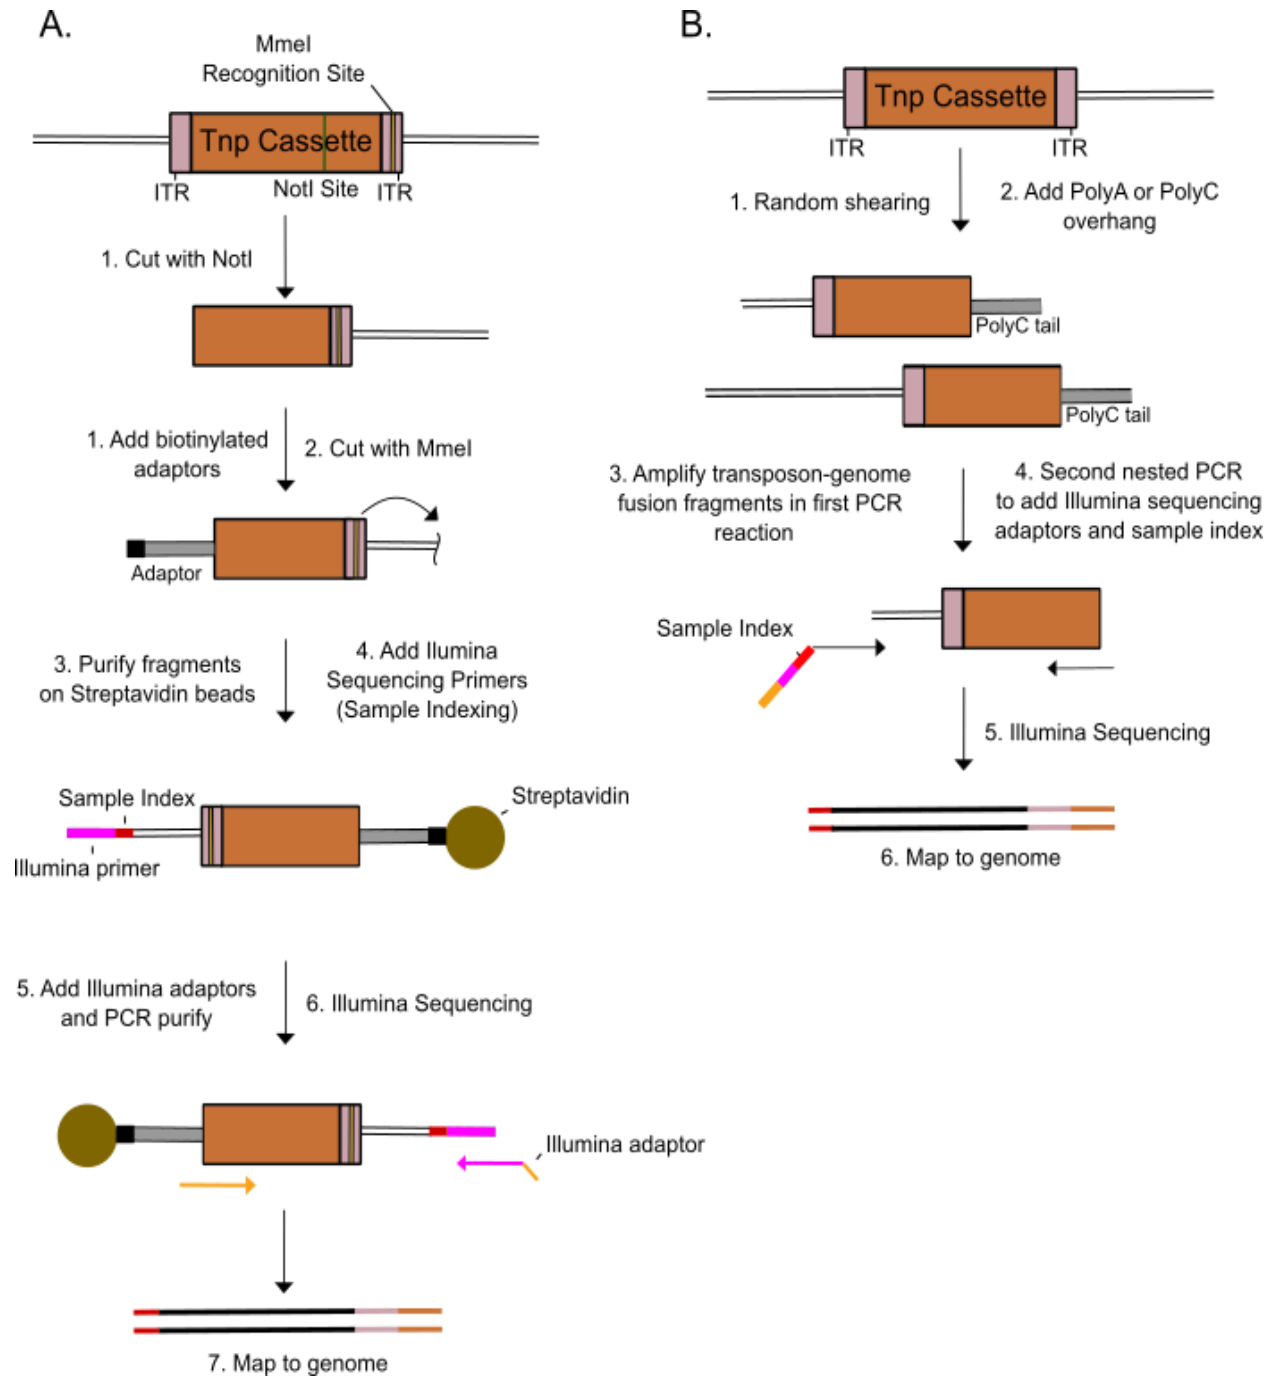 A.
MmeI
Recognition Site
Tnp Cassette
ITR
NotI Site
ITR
1. Cut with NotI
1. Add biotinylated
adaptors
2. Cut with MmeI
Adaptor
3. Purify fragments
on Streptavidin beads
4. Add Ilumina
Sequencing Primers
(Sample Indexing)
Sample Index
Streptavidin
Illumina primer
5. Add Illumina adaptors
and PCR purify
6. Illumina Sequencing
Illumina adaptor
7. Map to genome
B.
Tnp Cassette
ITR
ITR
1. Random shearing
2. Add PolyA or PolyC
overhang
PolyC tail
PolyC tail
3. Amplify transposon-genome
fusion fragments in first PCR
reaction
4. Second nested PCR
to add Illumina sequencing
adaptors and sample index
Sample Index
5. Illumina Sequencing
6. Map to genome